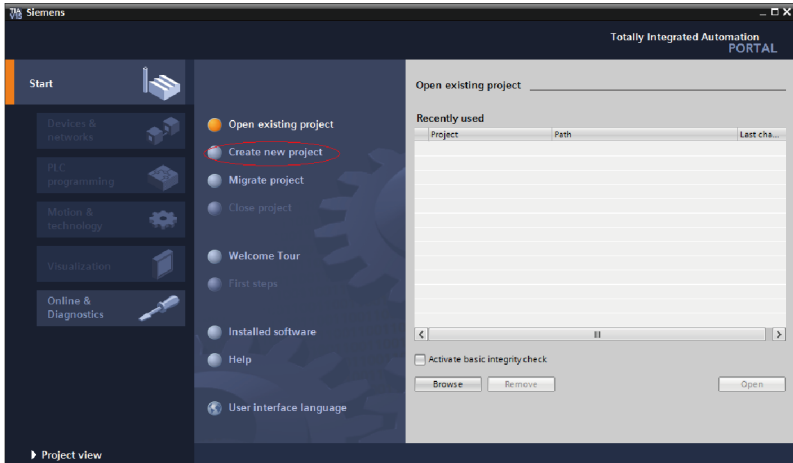 TIA
V13
Siemens
Totally Integrated Automation
PORTAL
Start
Devices &
networks
PLC
programming
Motion &
technology
Visualization
Online &
Diagnostics
Open existing project
Create new project
Migrate project
Close project
Welcome Tour
First steps
Installed software
Help
User interface language
Open existing project
Recently used
Project Path Last cha...
Activate basic integrity check
Browse Remove Open
Project view